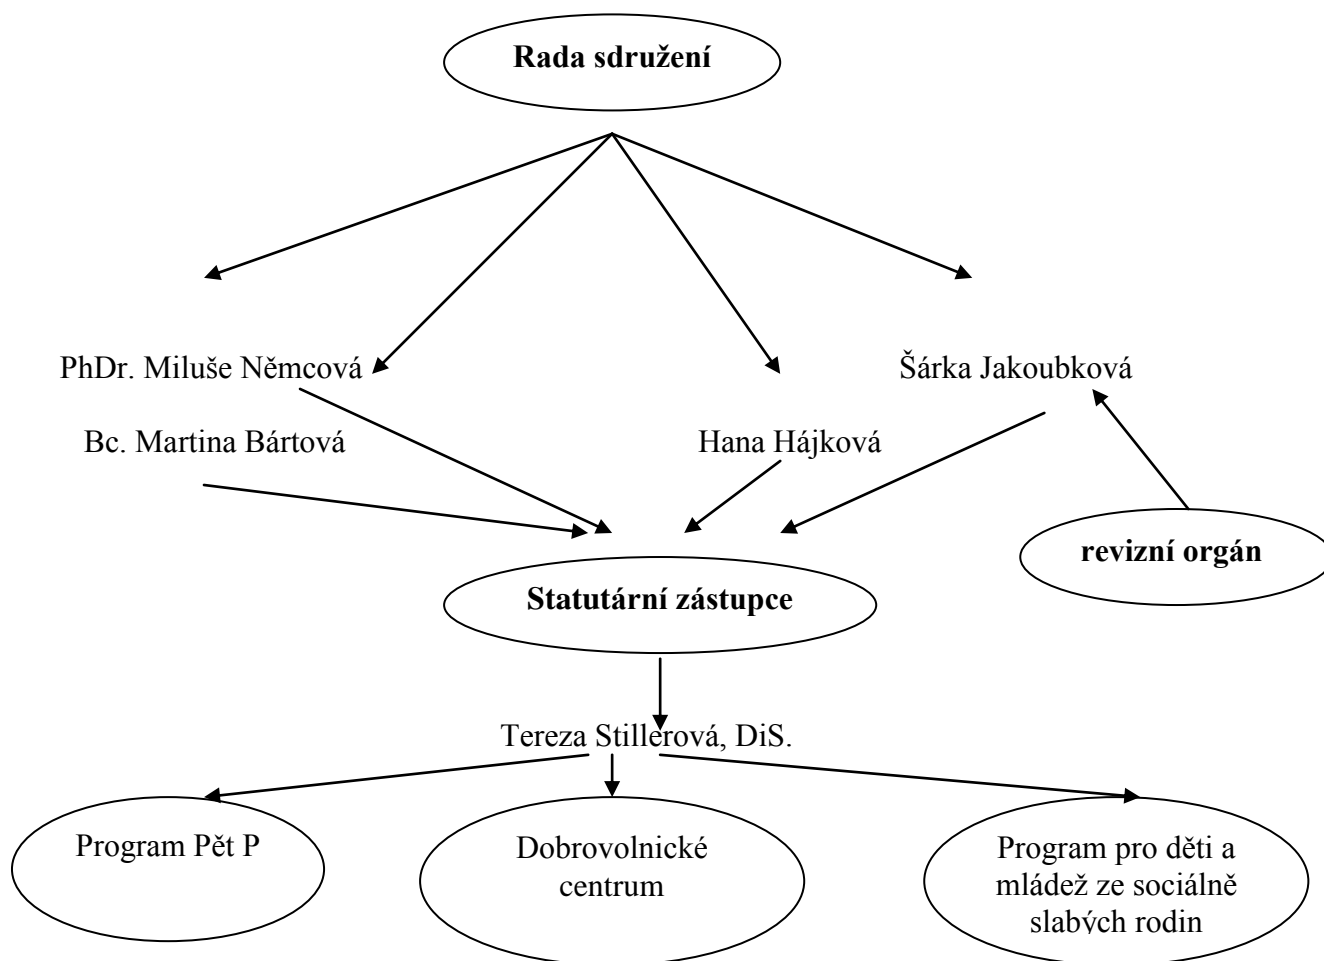 Rada sdružení
PhDr. Miluše Němcová
Šárka Jakoubková
Bc. Martina Bártová
Hana Hájková
revizní orgán
Statutární zástupce
Tereza Stillerová, DiS.
Program Pět P
Dobrovolnické
centrum
Program pro děti a
mládež ze sociálně
slabých rodin